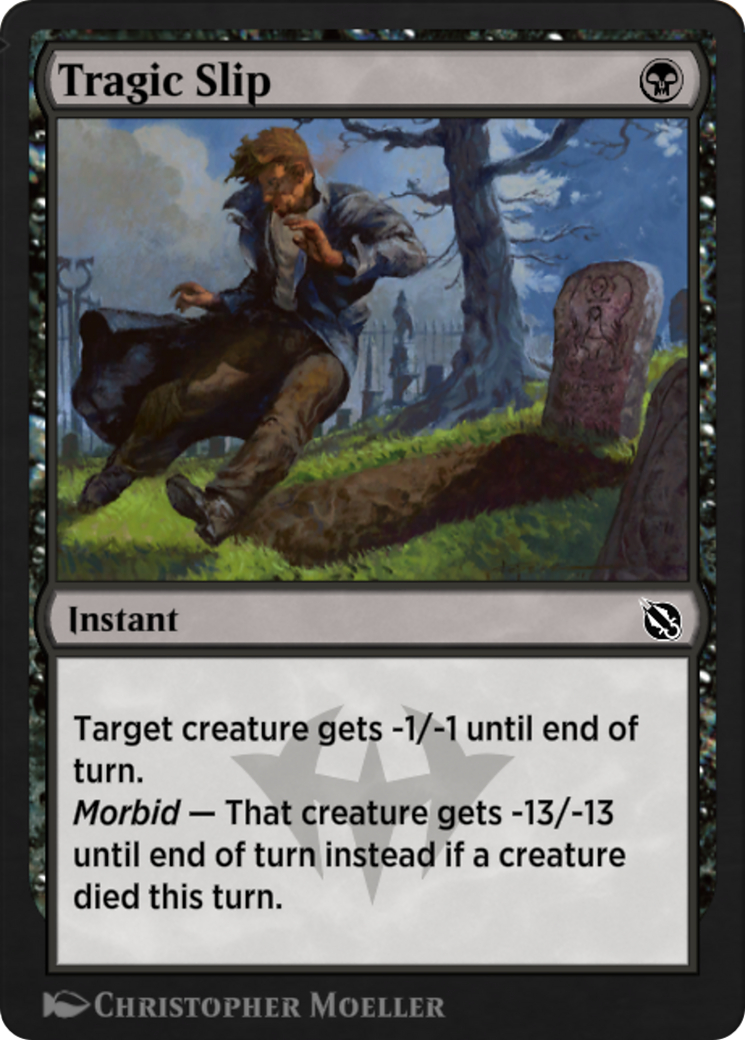 Tragic Slip
Instant
Target creature gets -1/-1 until end of
turn.
Morbid — That creature gets -13/-13
until end of turn instead if a creature
died this turn.
Christopher Moeller